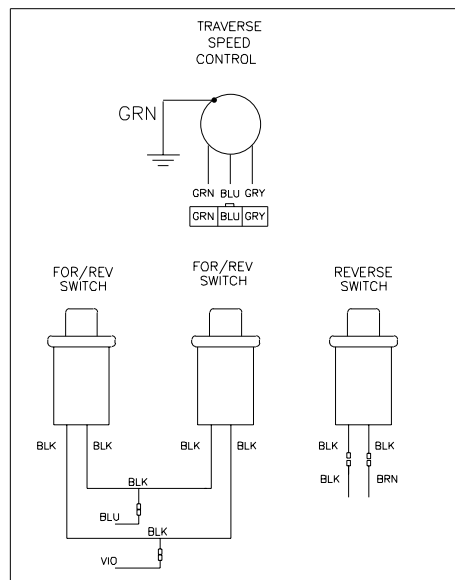 TRAVERSE
SPEED
CONTROL
GRN
GRN BLU GRY
GRN BLU GRY
FOR/REV
SWITCH
FOR/REV
SWITCH
REVERSE
SWITCH
BLK BLK BLK BLK BLK BLK
BLK BLK BRN
BLU
BLK
VIO